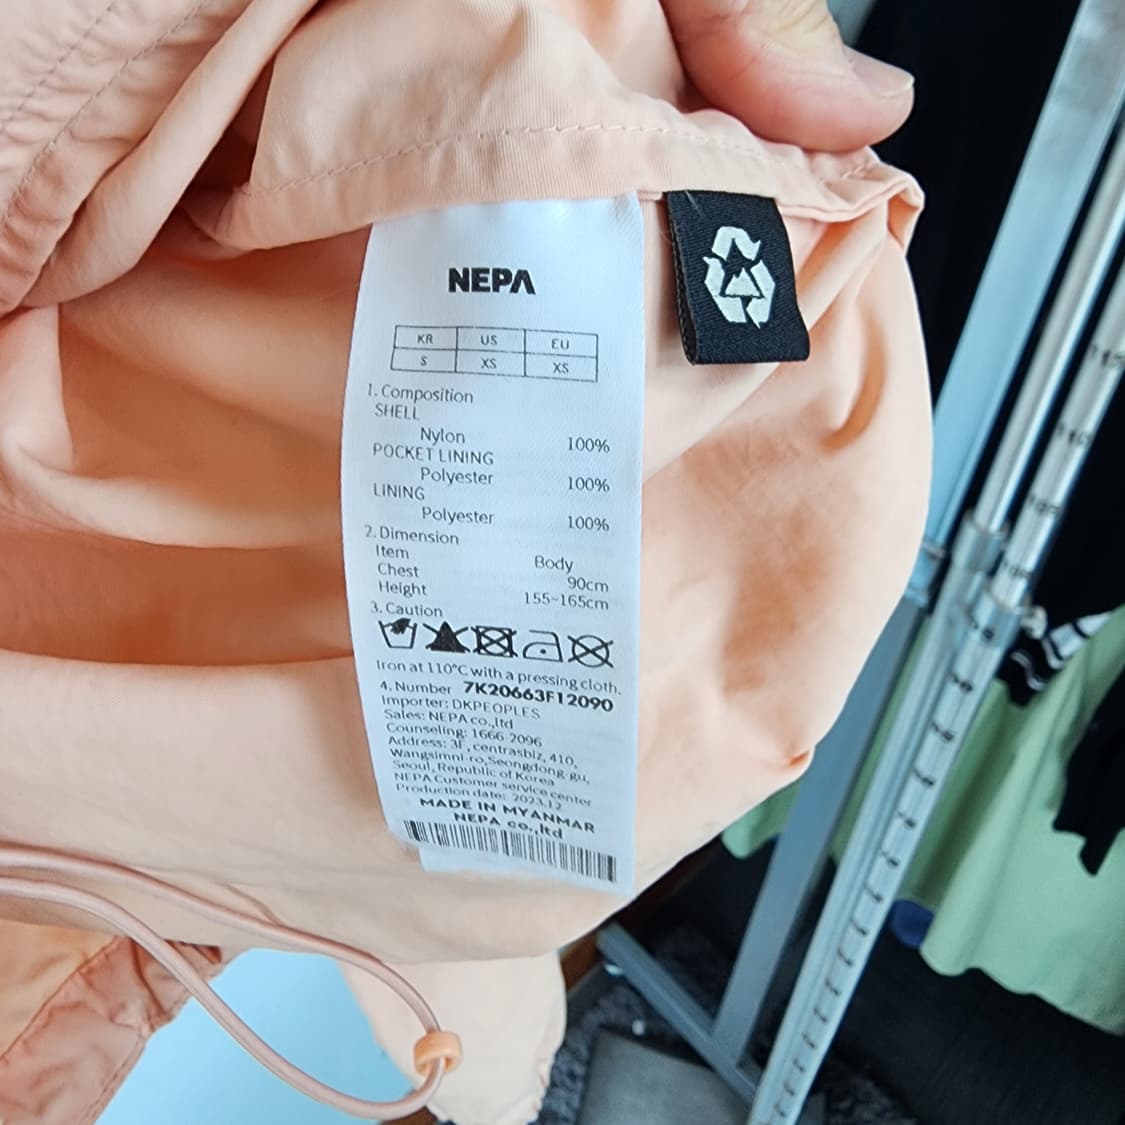 NEPA
KR US EU
S XS XS
1. Composition
SHELL
Nylon 100%
POCKET LINING
Polyester 100%
LINING
Polyester 100%
2. Dimension
Item Body
Chest 90cm
Height 155~165cm
3. Caution
Iron at 110°C with a pressing cloth.
4. Number 7K20663F12090
Importer: DKPEOPLES
Sales: NEPA co.,ltd
Counseling: 1666-2096
Address: 3F, centrasbiz, 410,
Wangsimni-ro, Seongdong-gu,
Seoul, Republic of Korea
NEPA Customer service center
Production date: 2023.12
MADE IN MYANMAR
NEPA co.,ltd